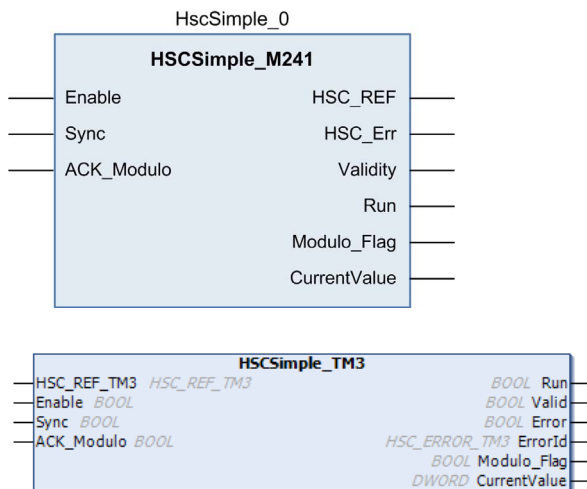 HscSimple_0
HSCSimple_M241
Enable HSC_REF
Sync HSC_Err
ACK_Modulo Validity
Run
Modulo_Flag
CurrentValue
HSCSimple_TM3
HSC_REF_TM3 HSC_REF_TM3 BOOL Run
Enable BOOL BOOL Valid
Sync BOOL BOOL Error
ACK_Modulo BOOL HSC_ERROR_TM3 ErrorId
BOOL Modulo_Flag
DWORD CurrentValue